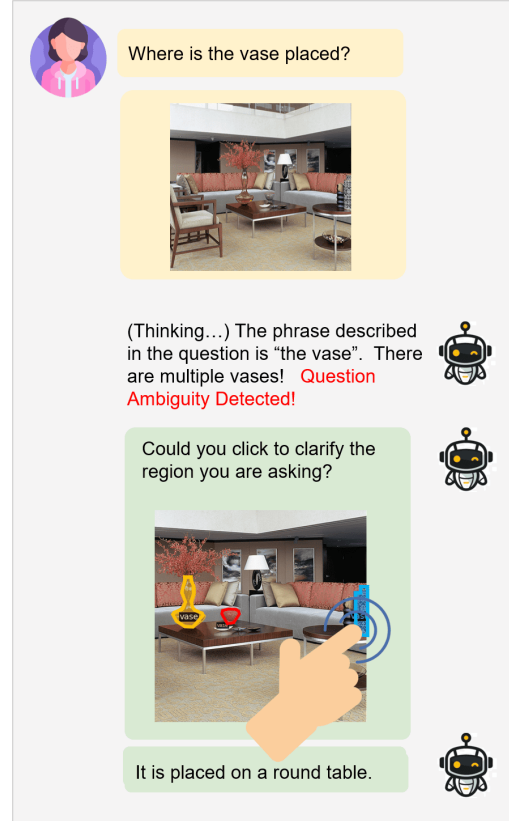 Where is the vase placed?
(Thinking...) The phrase described
in the question is “the vase”. There
are multiple vases! Question
Ambiguity Detected!
Could you click to clarify the
region you are asking?
vase
vase
It is placed on a round table.